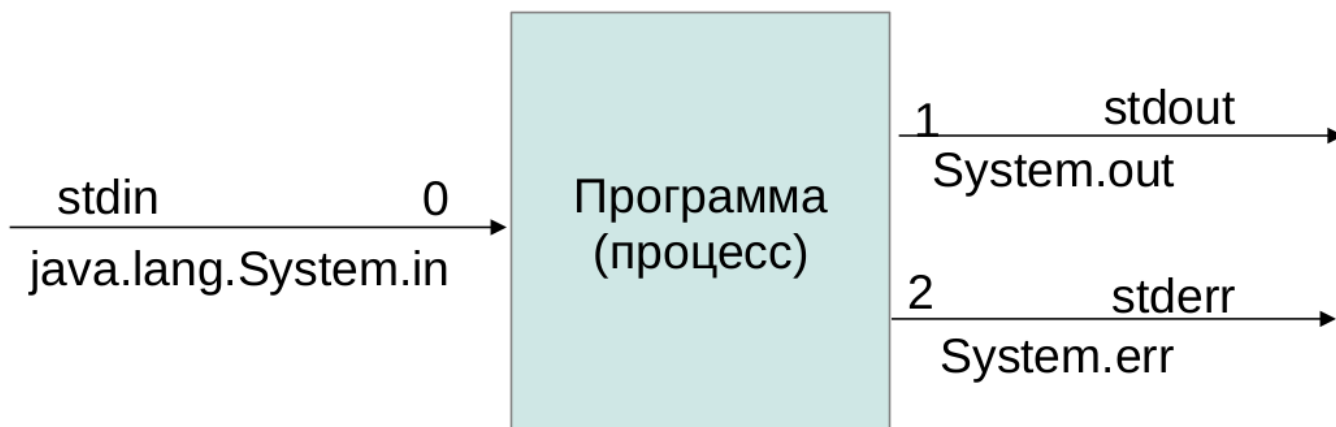 stdin 0
java.lang.System.in
Программа
(процесс)
1 stdout
System.out
2 stderr
System.err